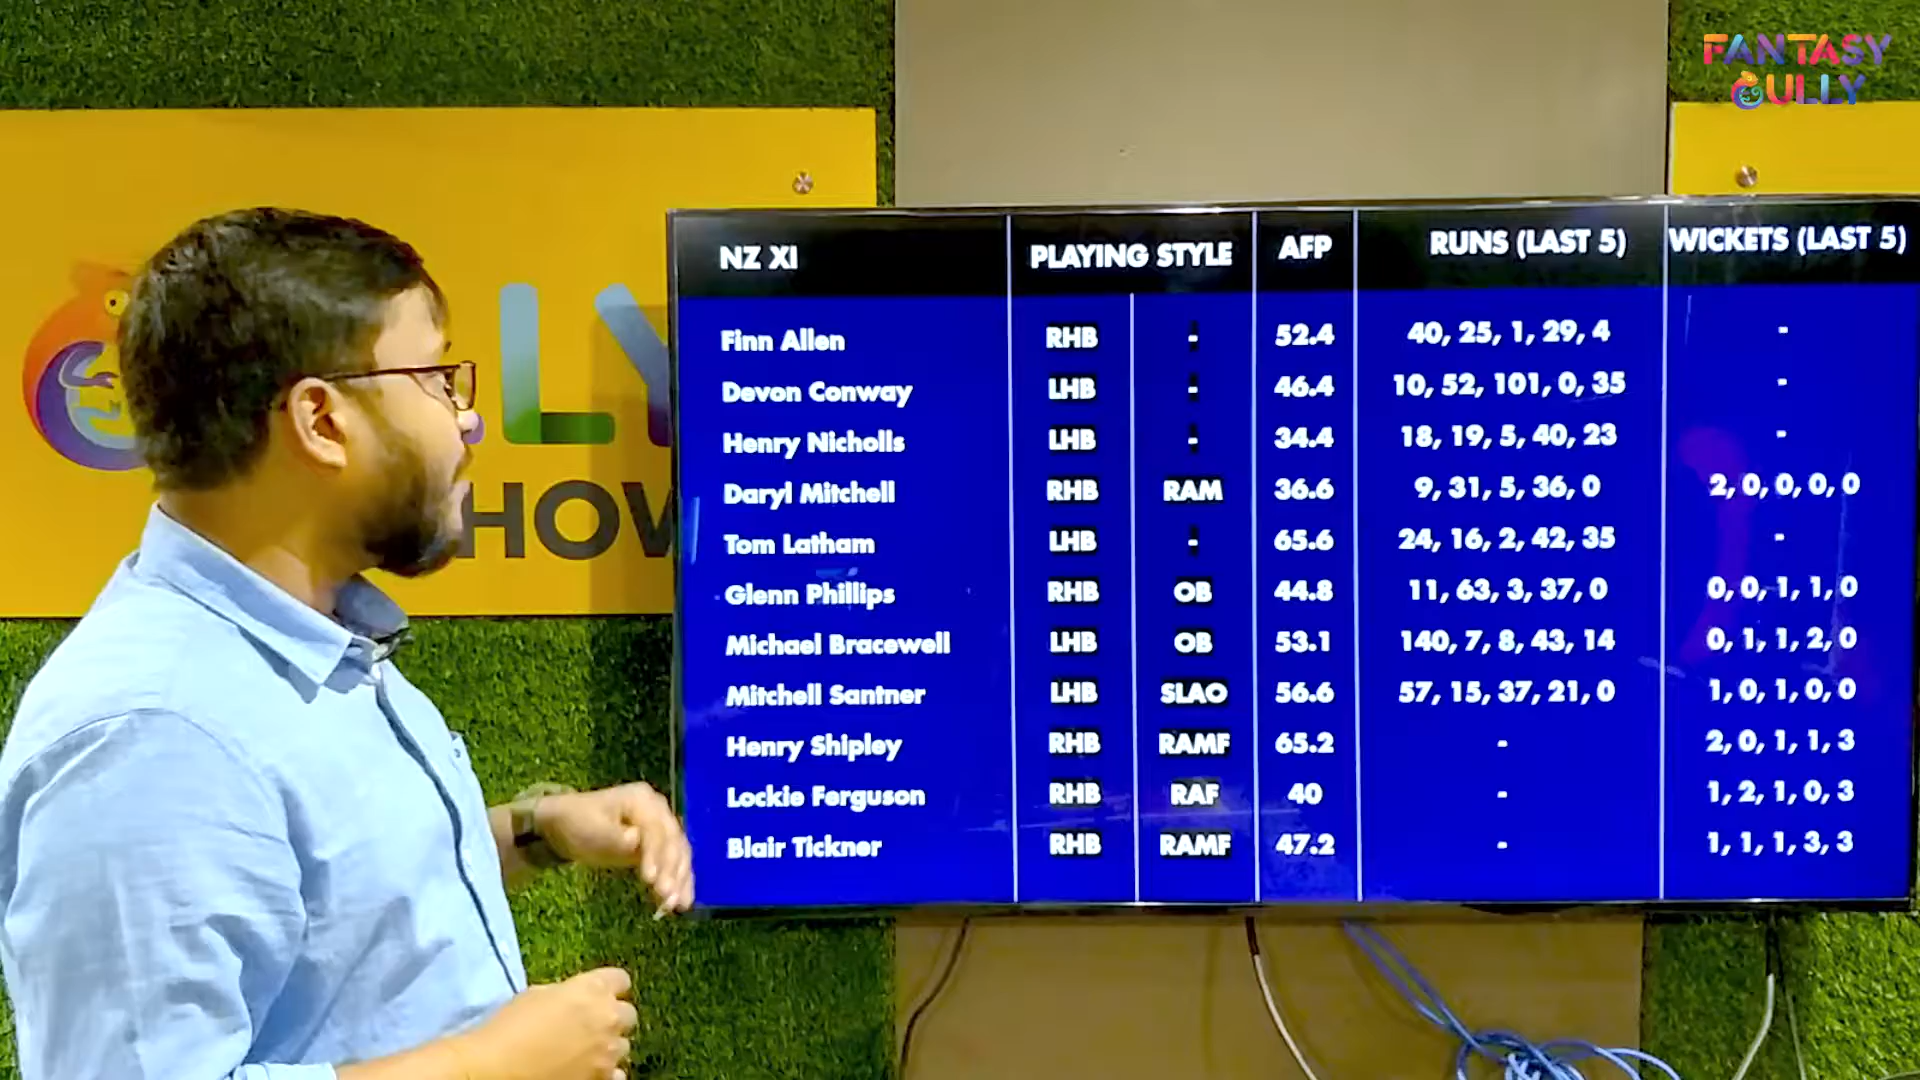 FANTASY
GULLY
LY
HOW
NZ XI PLAYING STYLE AFP RUNS (LAST 5) WICKETS (LAST 5)
Finn Allen RHB - 52.4 40, 25, 1, 29, 4 -
Devon Conway LHB - 46.4 10, 52, 101, 0, 35 -
Henry Nicholls LHB - 34.4 18, 19, 5, 40, 23 -
Daryl Mitchell RHB RAM 36.6 9, 31, 5, 36, 0 2, 0, 0, 0, 0
Tom Latham LHB - 65.6 24, 16, 2, 42, 35 -
Glenn Phillips RHB OB 44.8 11, 63, 3, 37, 0 0, 0, 1, 1, 0
Michael Bracewell LHB OB 53.1 140, 7, 8, 43, 14 0, 1, 1, 2, 0
Mitchell Santner LHB SLAO 56.6 57, 15, 37, 21, 0 1, 0, 1, 0, 0
Henry Shipley RHB RAMF 65.2 - 2, 0, 1, 1, 3
Lockie Ferguson RHB RAF 40 - 1, 2, 1, 0, 3
Blair Tickner RHB RAMF 47.2 - 1, 1, 1, 3, 3